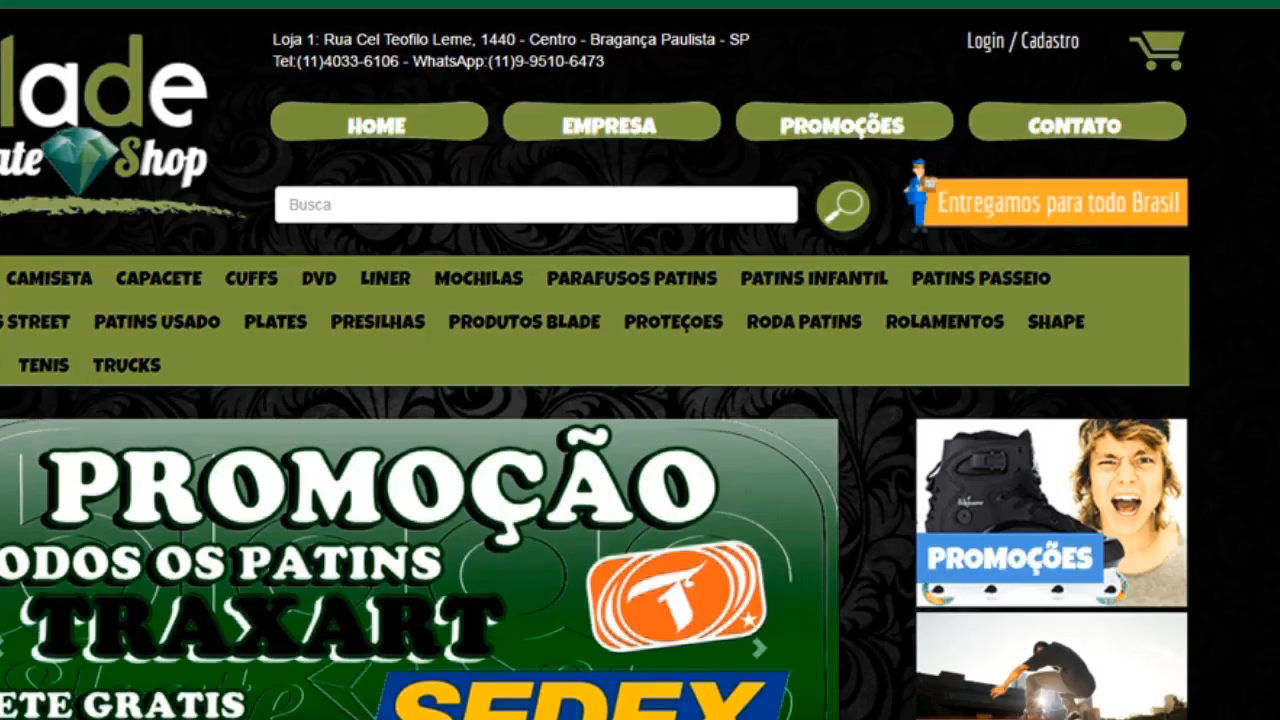 Loja 1: Rua Cel Teofilo Leme, 1440 - Centro - Bragança Paulista - SP
Tel:(11)4033-6106 - WhatsApp:(11)9-9510-6473
Login / Cadastro
lade
ate Shop
HOME EMPRESA PROMOÇÕES CONTATO
Busca
Entregamos para todo Brasil
CAMISETA CAPACETE CUFFS DVD LINER MOCHILAS PARAFUSOS PATINS PATINS INFANTIL PATINS PASSEIO
S STREET PATINS USADO PLATES PRESILHAS PRODUTOS BLADE PROTEÇOES RODA PATINS ROLAMENTOS SHAPE
TENIS TRUCKS
PROMOÇÃO
ODOS OS PATINS
TRAXART
T
ETE GRATIS
SEDEX
PROMOÇÕES